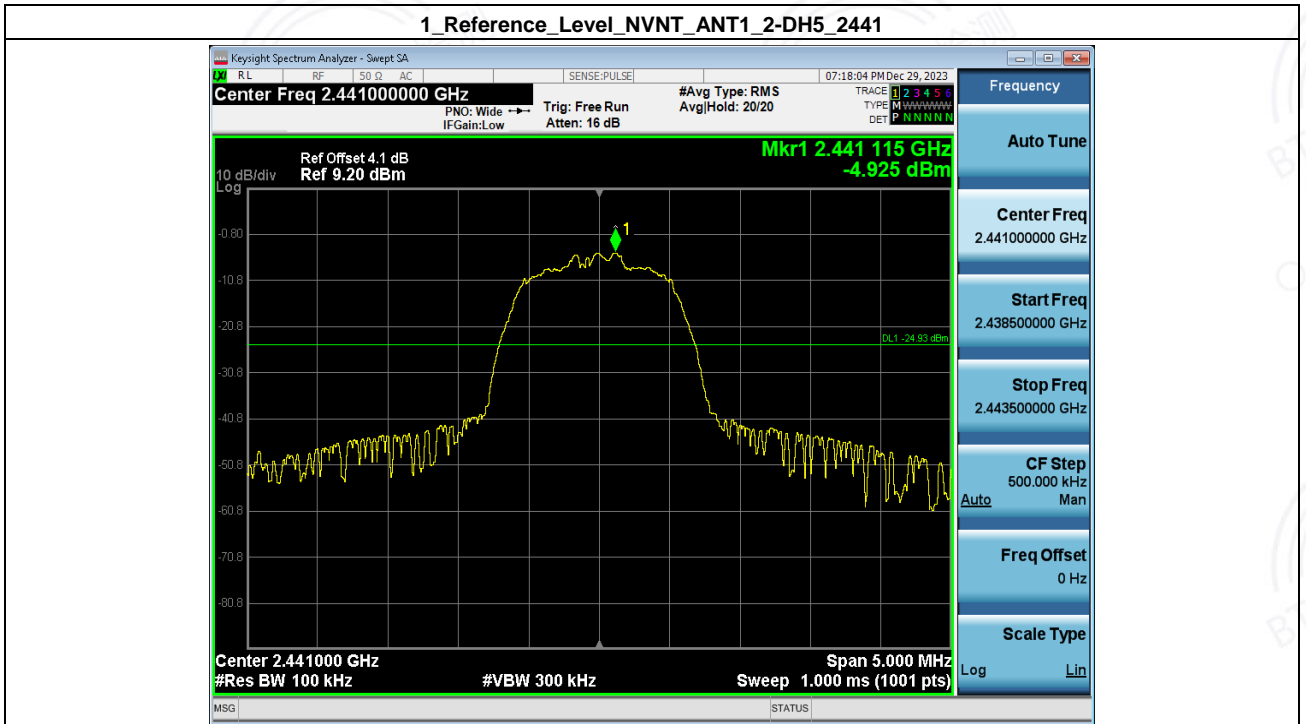 1_Reference_Level_NVNT_ANT1_2-DH5_2441
Keysight Spectrum Analyzer - Swept SA
LXI RL RF 50 Ω AC SENSE:PULSE 07:18:04 PM Dec 29, 2023
Center Freq 2.441000000 GHz
PNO: Wide
IFGain:Low
Trig: Free Run
Atten: 16 dB
#Avg Type: RMS
Avg|Hold: 20/20
TRACE 1 2 3 4 5 6
TYPE M WWWWW
DET P N N N N N
Mkr1 2.441 115 GHz
-4.925 dBm
Ref Offset 4.1 dB
10 dB/div Ref 9.20 dBm
Log
1
-0.80
-10.8
-20.8
DL1 -24.93 dBm
-30.8
-40.8
-50.8
-60.8
-70.8
-80.8
Center 2.441000 GHz Span 5.000 MHz
#Res BW 100 kHz #VBW 300 kHz Sweep 1.000 ms (1001 pts)
MSG STATUS
Frequency
Auto Tune
Center Freq
2.441000000 GHz
Start Freq
2.438500000 GHz
Stop Freq
2.443500000 GHz
CF Step
500.000 kHz
Auto Man
Freq Offset
0 Hz
Scale Type
Log Lin